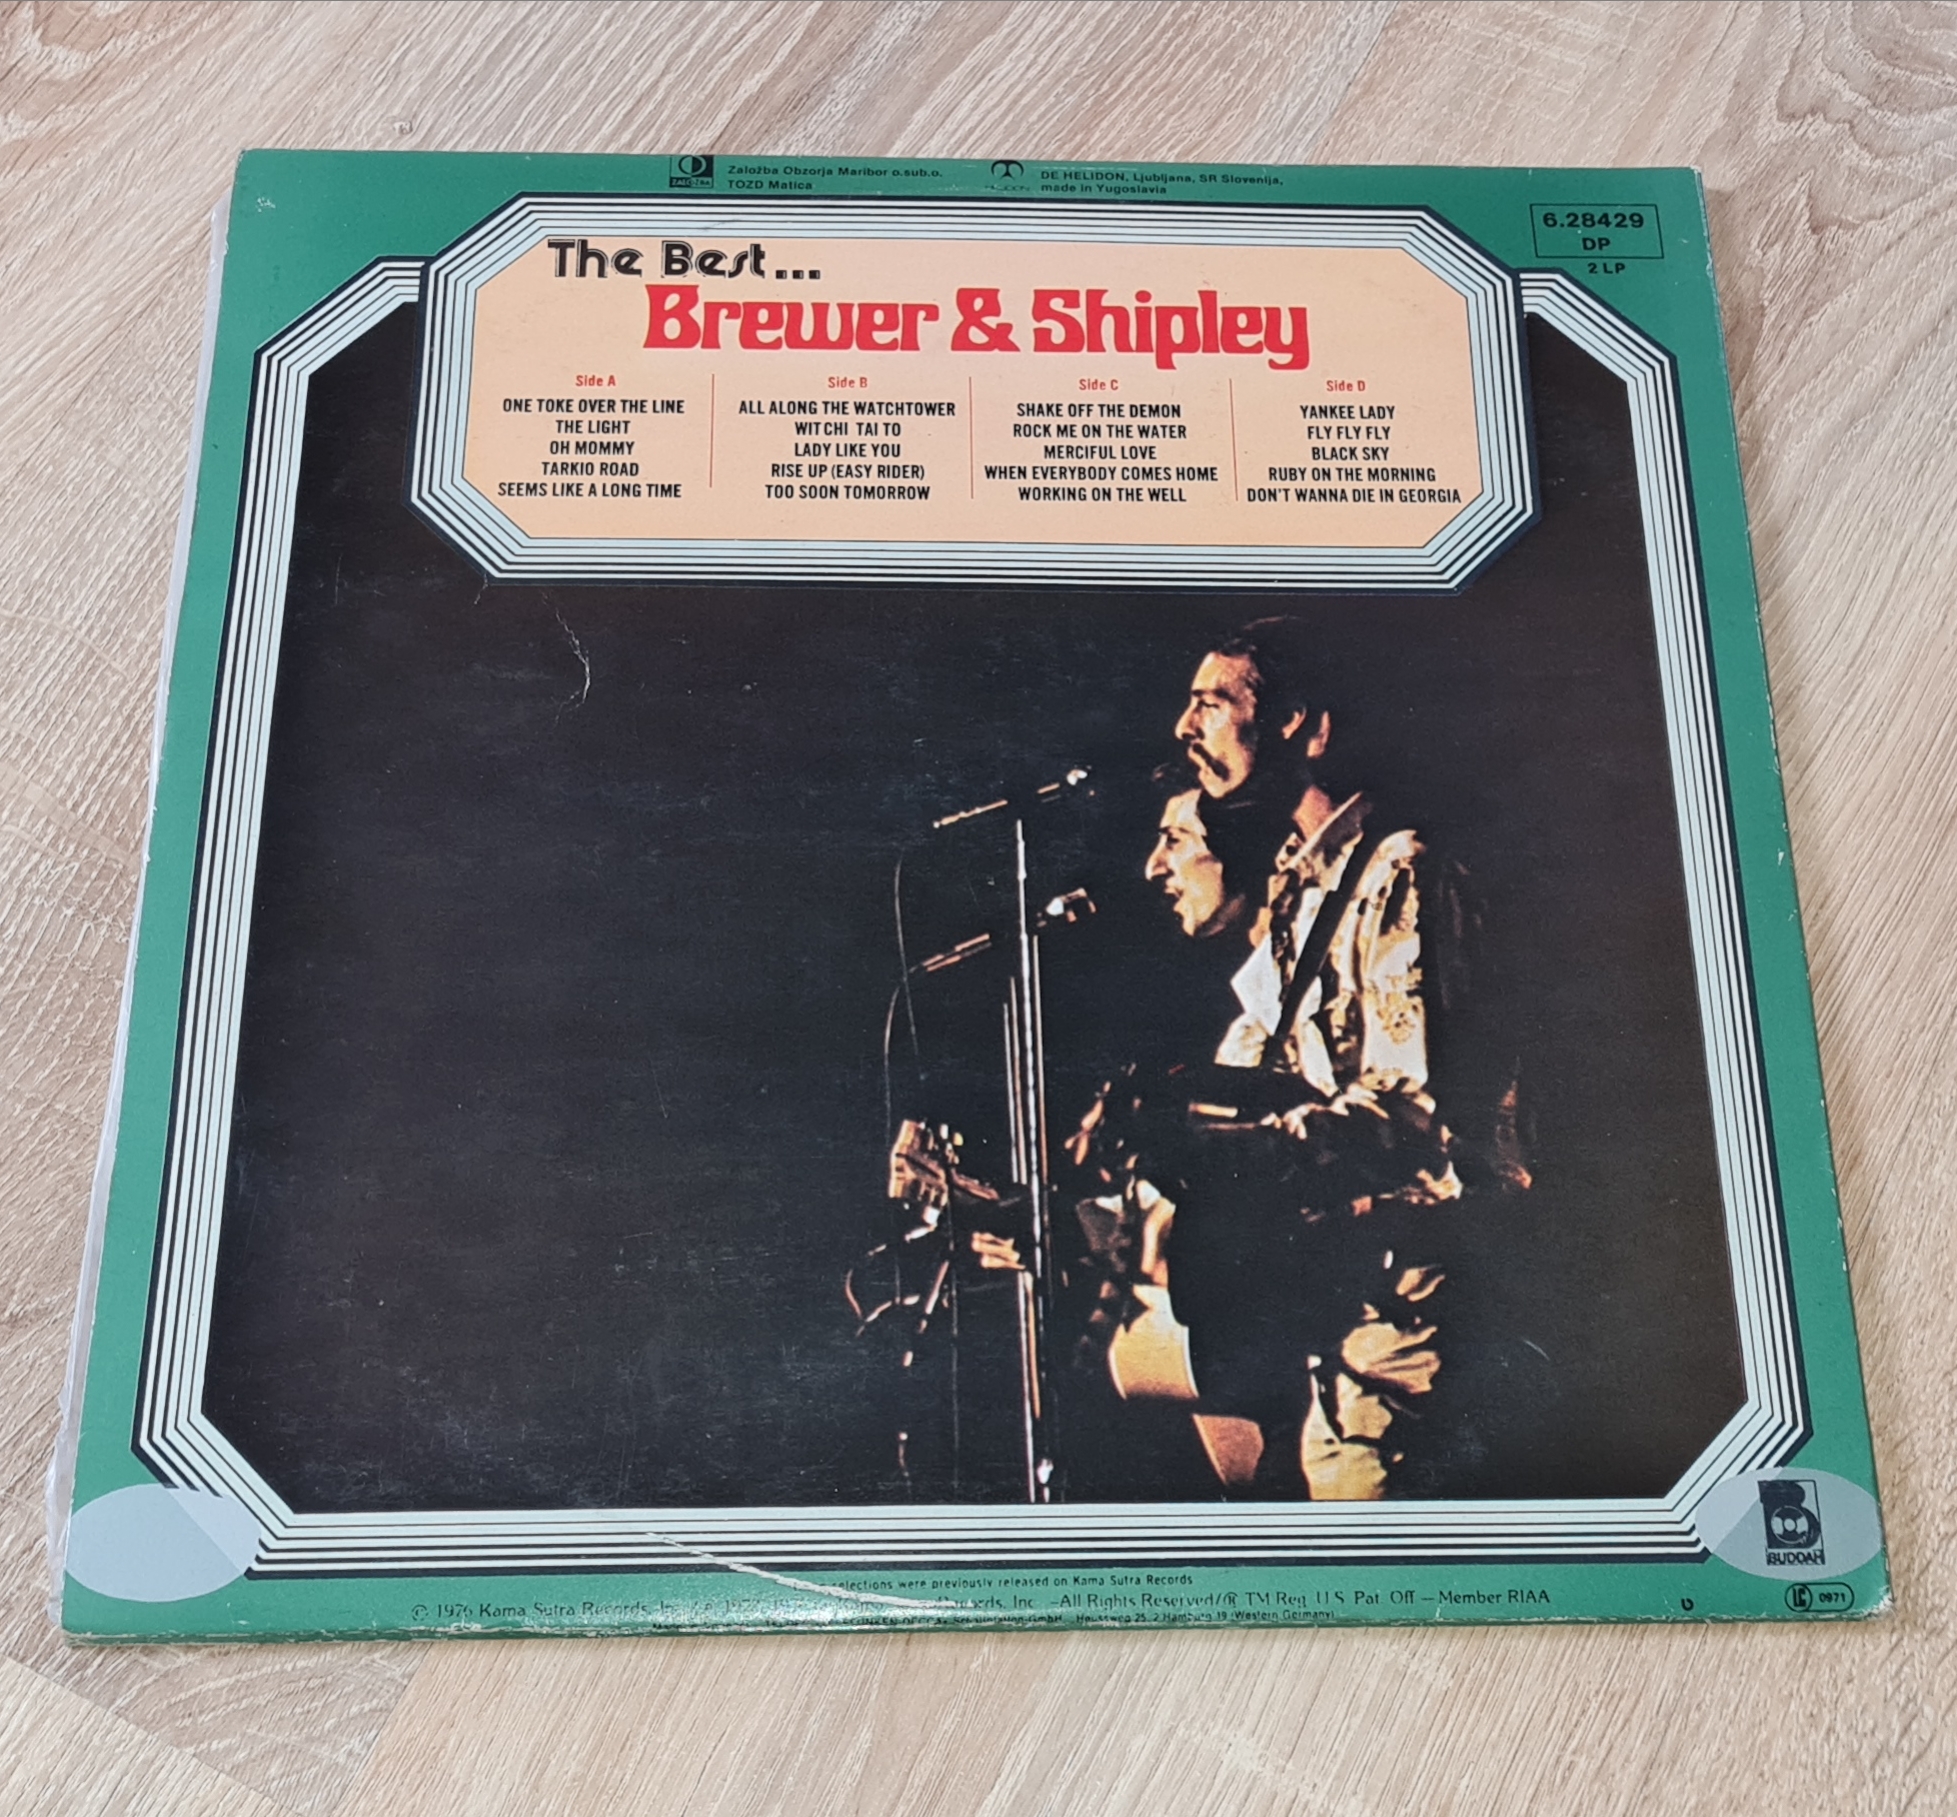 ZALOŽBA
Založba Obzorja Maribor o.sub.o.
TOZD Matica
DE HELIDON, Ljubljana, SR Slovenija,
made in Yugoslavia
6.28429
DP
2 LP
The Best...
Brewer & Shipley
Side A
ONE TOKE OVER THE LINE
THE LIGHT
OH MOMMY
TARKIO ROAD
SEEMS LIKE A LONG TIME
Side B
ALL ALONG THE WATCHTOWER
WITCHI TAI TO
LADY LIKE YOU
RISE UP (EASY RIDER)
TOO SOON TOMORROW
Side C
SHAKE OFF THE DEMON
ROCK ME ON THE WATER
MERCIFUL LOVE
WHEN EVERYBODY COMES HOME
WORKING ON THE WELL
Side D
YANKEE LADY
FLY FLY FLY
BLACK SKY
RUBY ON THE MORNING
DON'T WANNA DIE IN GEORGIA
BUDDAH
were previously released on Kama Sutra Records
© 1976 Kama Sutra Records, Inc. —All Rights Reserved/® TM Reg. U.S. Pat. Off — Member RIAA
Heussweg 25, 2 Hamburg 19 (Western Germany)
LC 0971